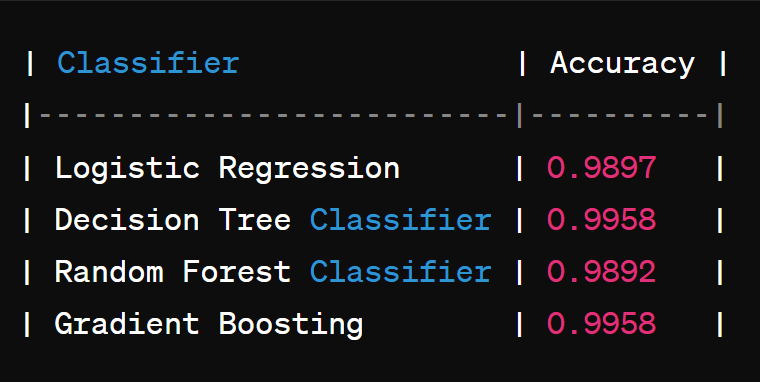 | Classifier | Accuracy |
|--------------------------|----------|
| Logistic Regression | 0.9897 |
| Decision Tree Classifier | 0.9958 |
| Random Forest Classifier | 0.9892 |
| Gradient Boosting | 0.9958 |